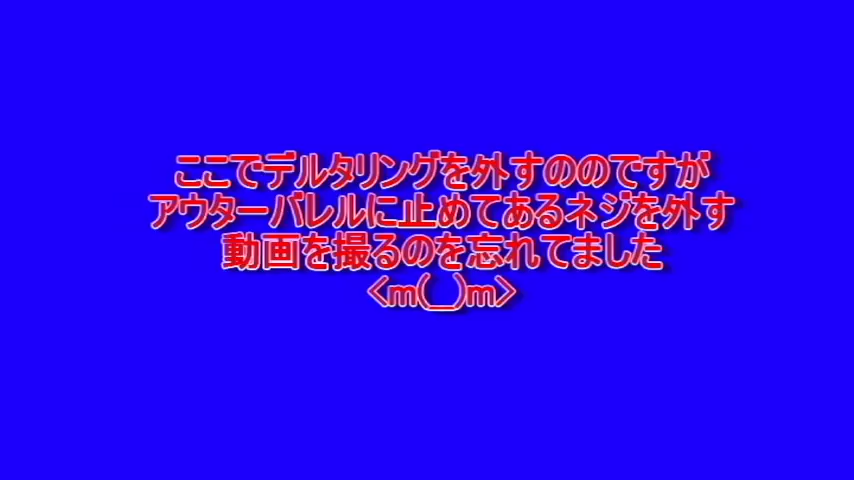 ここでデルタリングを外すののですが
アウターバレルに止めてあるネジを外す
動画を撮るのを忘れてました
<m(_)m>